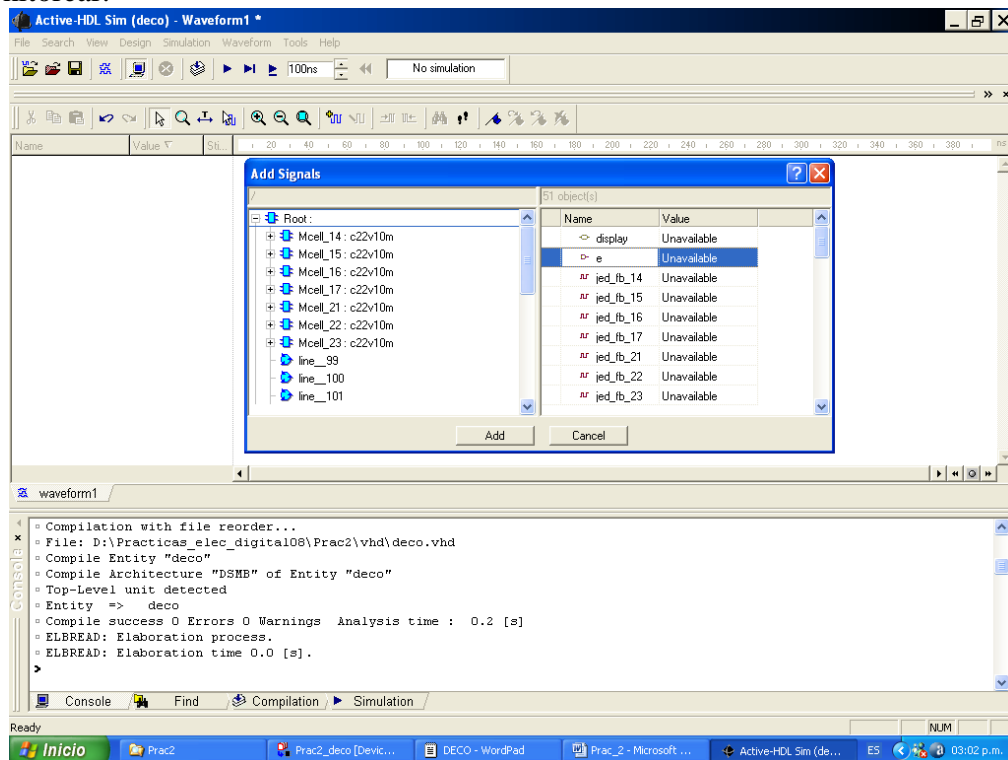 Active-HDL Sim (deco) - Waveform1 *
File Search View Design Simulation Waveform Tools Help
100ns No simulation
Name Value Sti... 20 40 60 80 100 120 140 160 180 200 220 240 260 280 300 320 340 360 380 ns
Add Signals
/ 51 object(s)
Root : Name Value
Mcell_14 : c22v10m display Unavailable
Mcell_15 : c22v10m e Unavailable
Mcell_16 : c22v10m jed_fb_14 Unavailable
Mcell_17 : c22v10m jed_fb_15 Unavailable
Mcell_21 : c22v10m jed_fb_16 Unavailable
Mcell_22 : c22v10m jed_fb_17 Unavailable
Mcell_23 : c22v10m jed_fb_21 Unavailable
line__99 jed_fb_22 Unavailable
line__100 jed_fb_23 Unavailable
line__101
Add Cancel
waveform1
Compilation with file reorder...
File: D:\Practicas_elec_digital08\Prac2\vhd\deco.vhd
Compile Entity "deco"
Compile Architecture "DSMB" of Entity "deco"
Top-Level unit detected
Entity => deco
Compile success 0 Errors 0 Warnings Analysis time : 0.2 [s]
ELBREAD: Elaboration process.
ELBREAD: Elaboration time 0.0 [s].
>
Console
Console Find Compilation Simulation
Ready NUM
Inicio Prac2 Prac2_deco [Devic... DECO - WordPad Prac_2 - Microsoft ... Active-HDL Sim (de... ES 03:02 p.m.